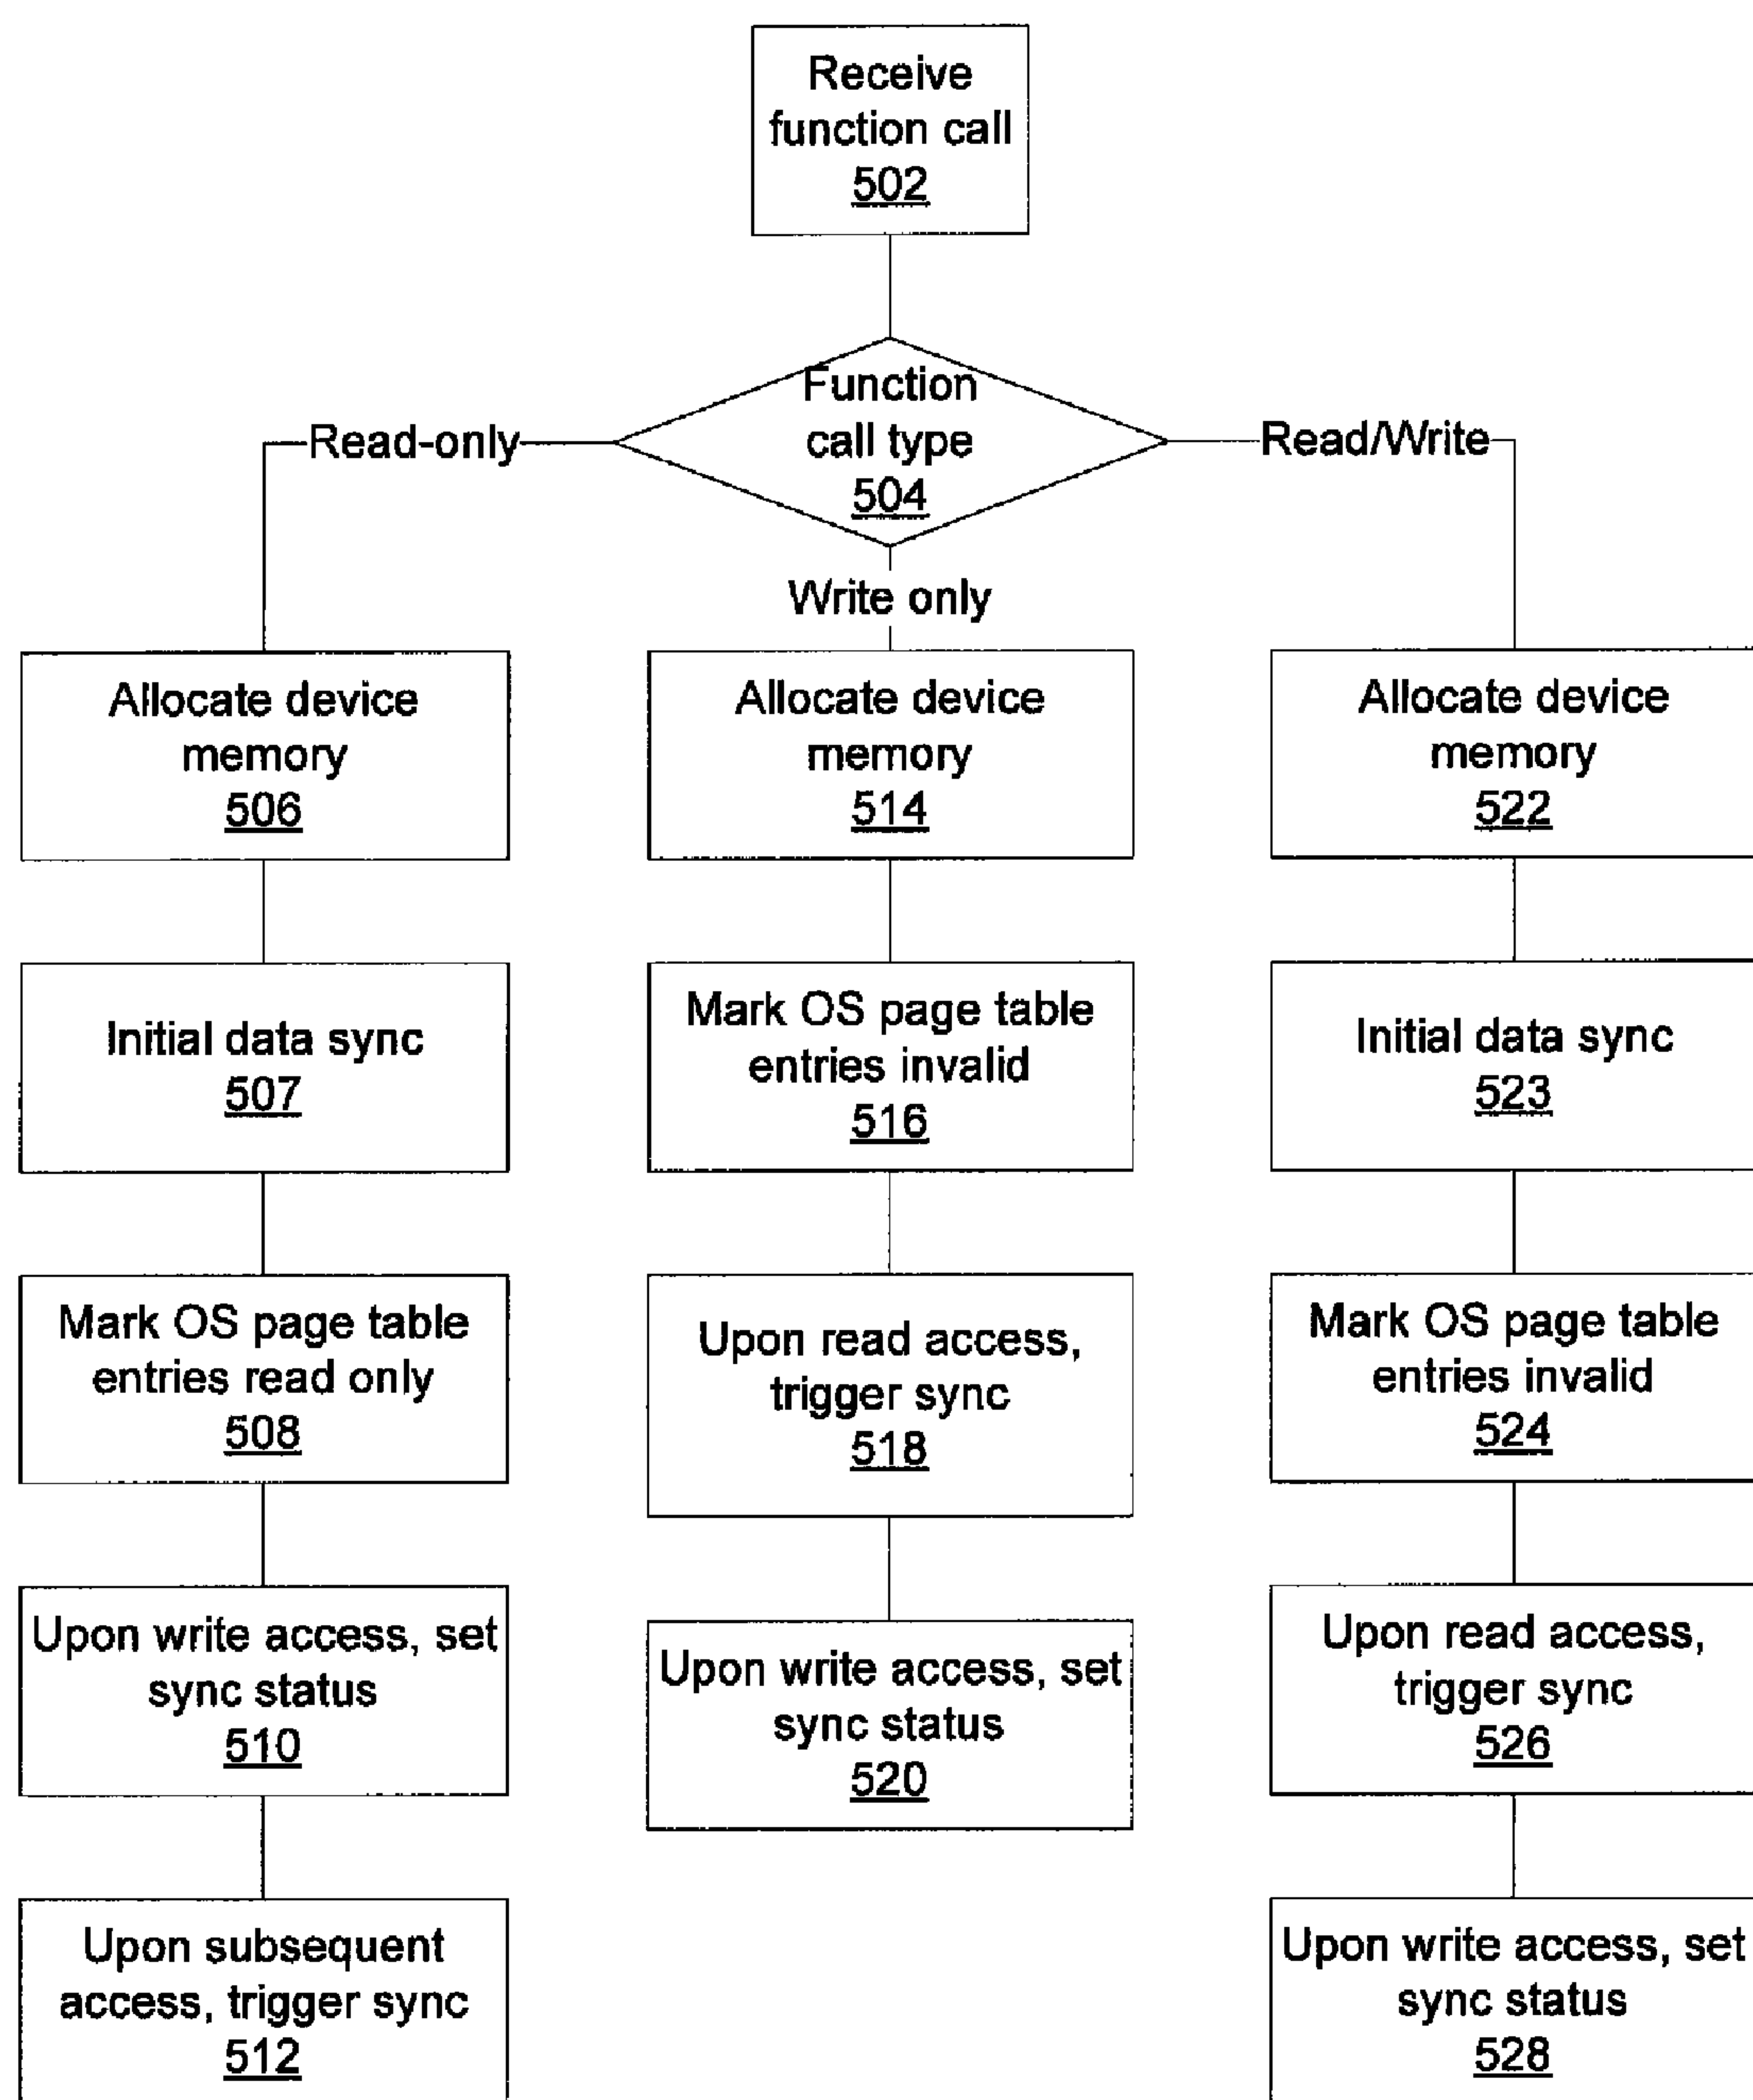 Receive
function call
502
Function
call type
504
Read-only
Write only
Read/Write
Allocate device
memory
506
Initial data sync
507
Mark OS page table
entries read only
508
Upon write access, set
sync status
510
Upon subsequent
access, trigger sync
512
Allocate device
memory
514
Mark OS page table
entries invalid
516
Upon read access,
trigger sync
518
Upon write access, set
sync status
520
Allocate device
memory
522
Initial data sync
523
Mark OS page table
entries invalid
524
Upon read access,
trigger sync
526
Upon write access, set
sync status
528